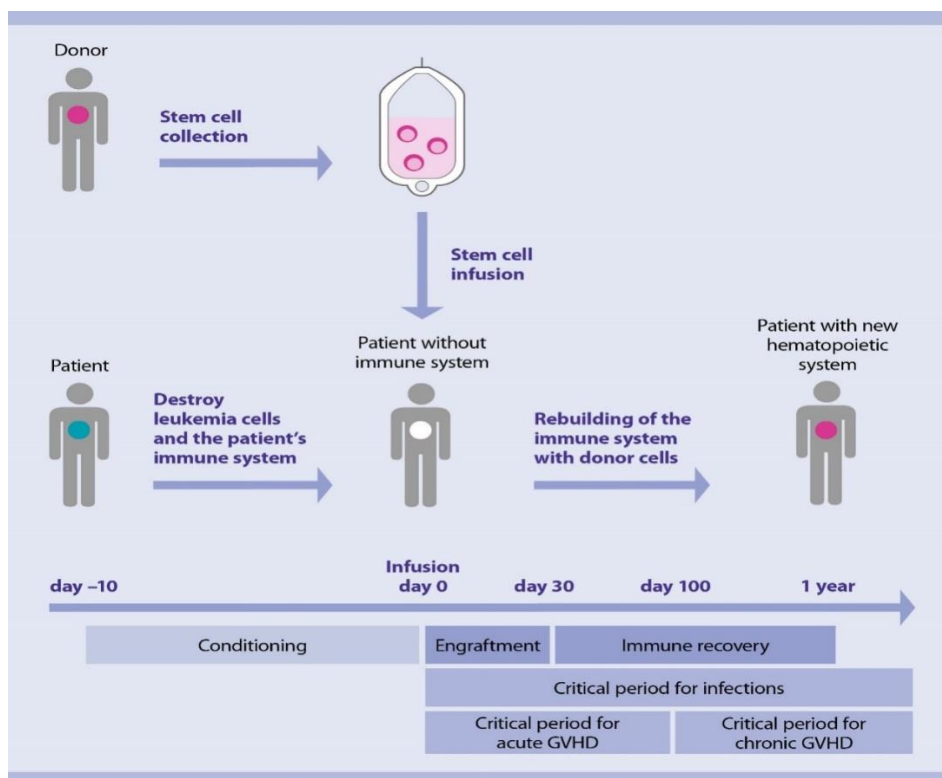 Donor
Stem cell
collection
Stem cell
infusion
Patient
Destroy
leukemia cells
and the patient’s
immune system
Patient without
immune system
Rebuilding of the
immune system
with donor cells
Patient with new
hematopoietic
system
day –10
Infusion
day 0
day 30
day 100
1 year
Conditioning
Engraftment
Immune recovery
Critical period for infections
Critical period for
acute GVHD
Critical period for
chronic GVHD